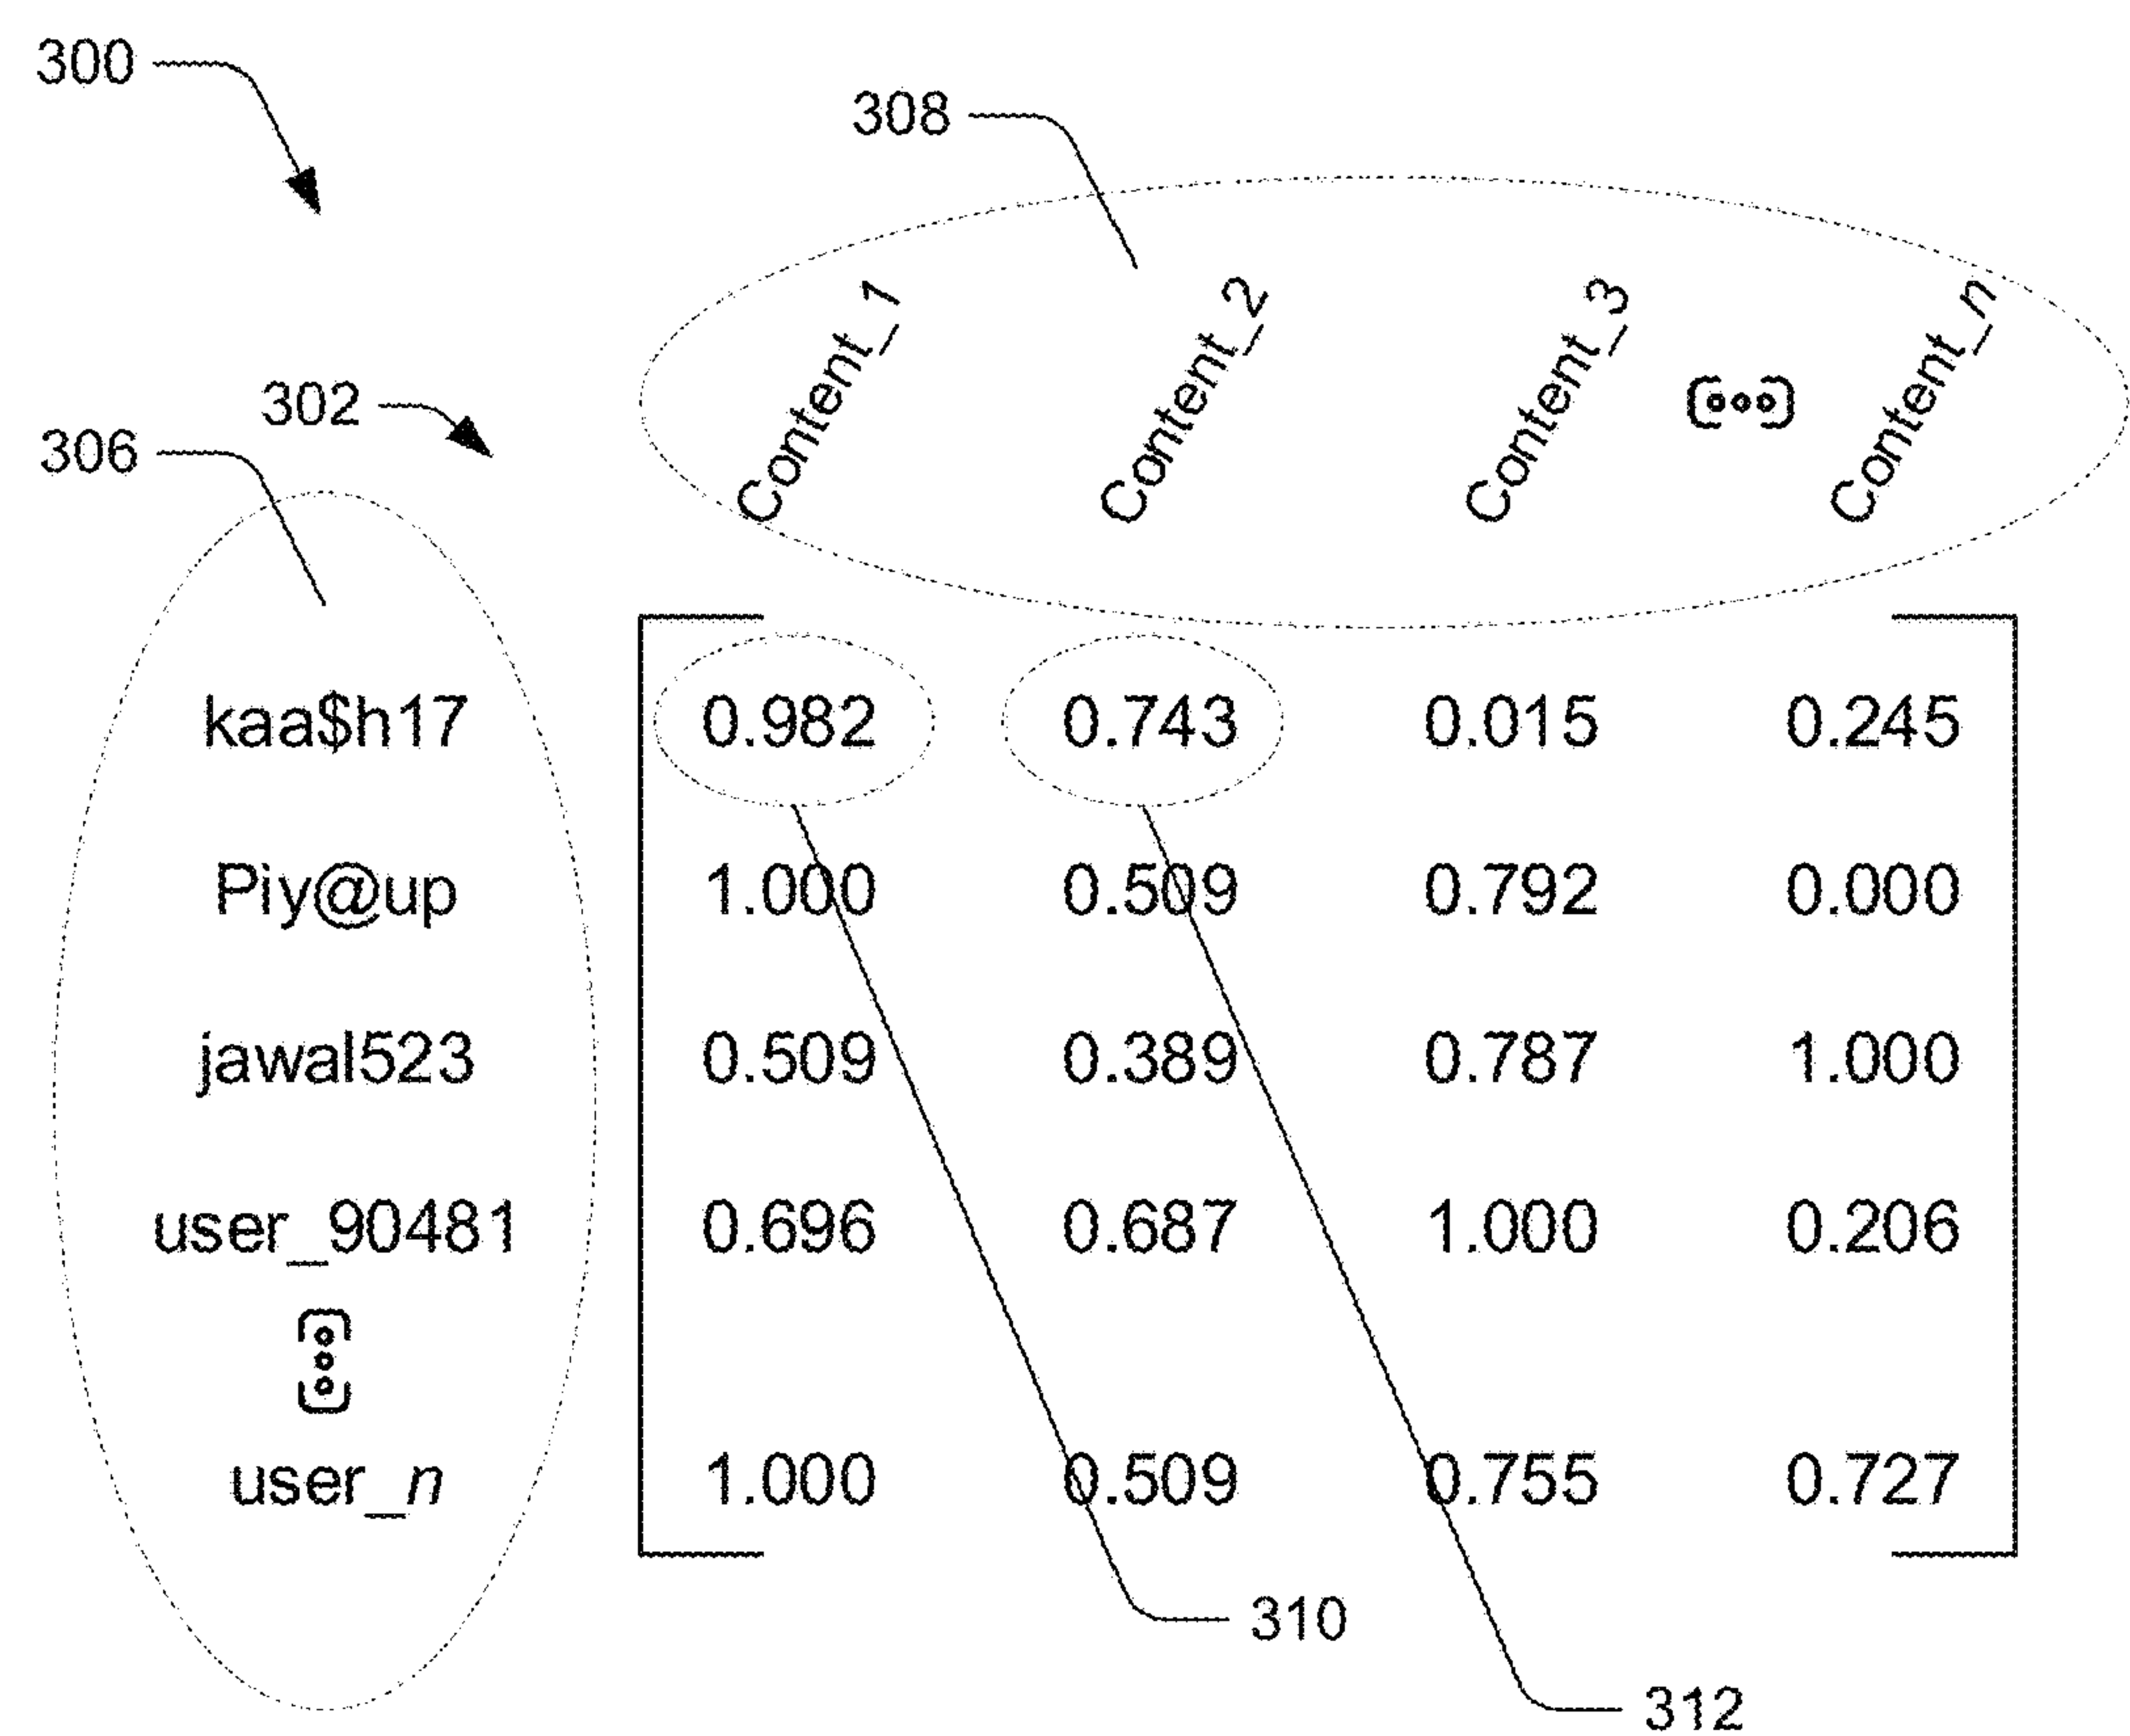 300
308
Content_1 Content_2 Content_3 Content_n
302
306
kaa$h17 0.982 0.743 0.015 0.245
Piy@up 1.000 0.509 0.792 0.000
jawal523 0.509 0.389 0.787 1.000
user_90481 0.696 0.687 1.000 0.206
user_n 1.000 0.509 0.755 0.727
310
312